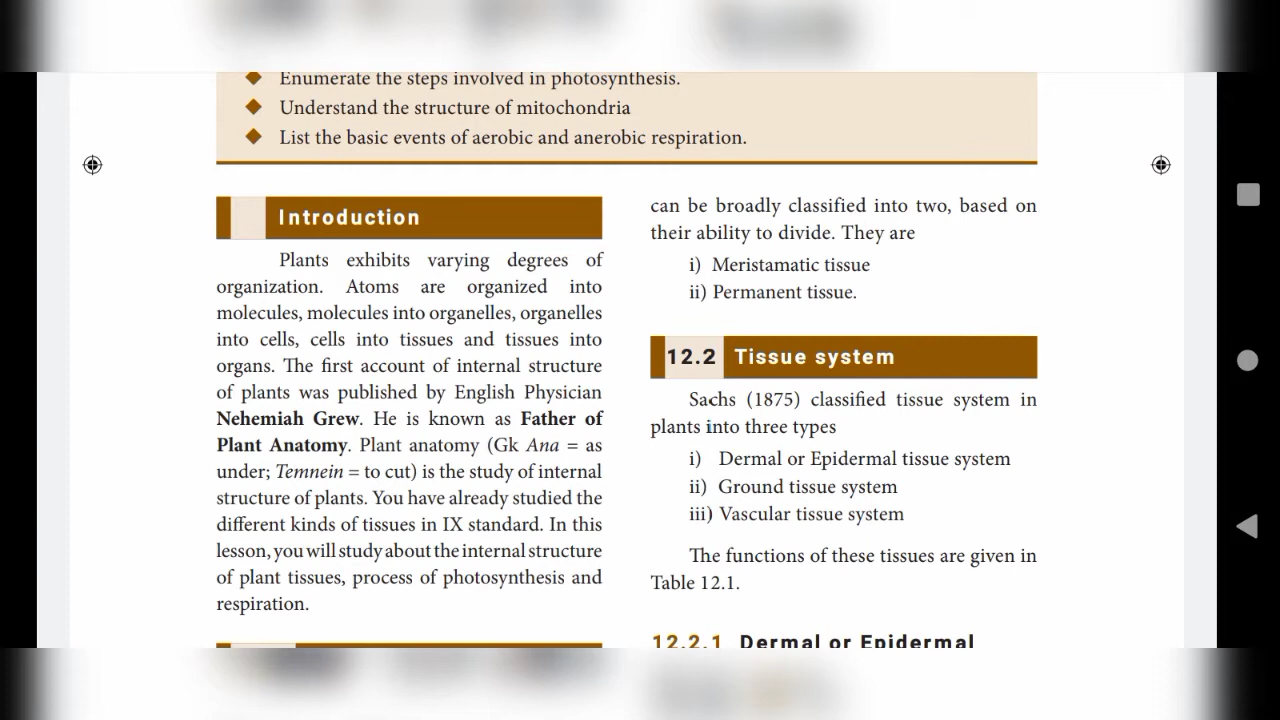 Enumerate the steps involved in photosynthesis.
Understand the structure of mitochondria
List the basic events of aerobic and anerobic respiration.
Introduction
Plants exhibits varying degrees of
organization. Atoms are organized into
molecules, molecules into organelles, organelles
into cells, cells into tissues and tissues into
organs. The first account of internal structure
of plants was published by English Physician
Nehemiah Grew. He is known as Father of
Plant Anatomy. Plant anatomy (Gk Ana = as
under; Temnein = to cut) is the study of internal
structure of plants. You have already studied the
different kinds of tissues in IX standard. In this
lesson, you will study about the internal structure
of plant tissues, process of photosynthesis and
respiration.
can be broadly classified into two, based on
their ability to divide. They are
i) Meristamatic tissue
ii) Permanent tissue.
12.2 Tissue system
Sachs (1875) classified tissue system in
plants into three types
i) Dermal or Epidermal tissue system
ii) Ground tissue system
iii) Vascular tissue system
The functions of these tissues are given in
Table 12.1.
12.2.1 Dermal or Epidermal